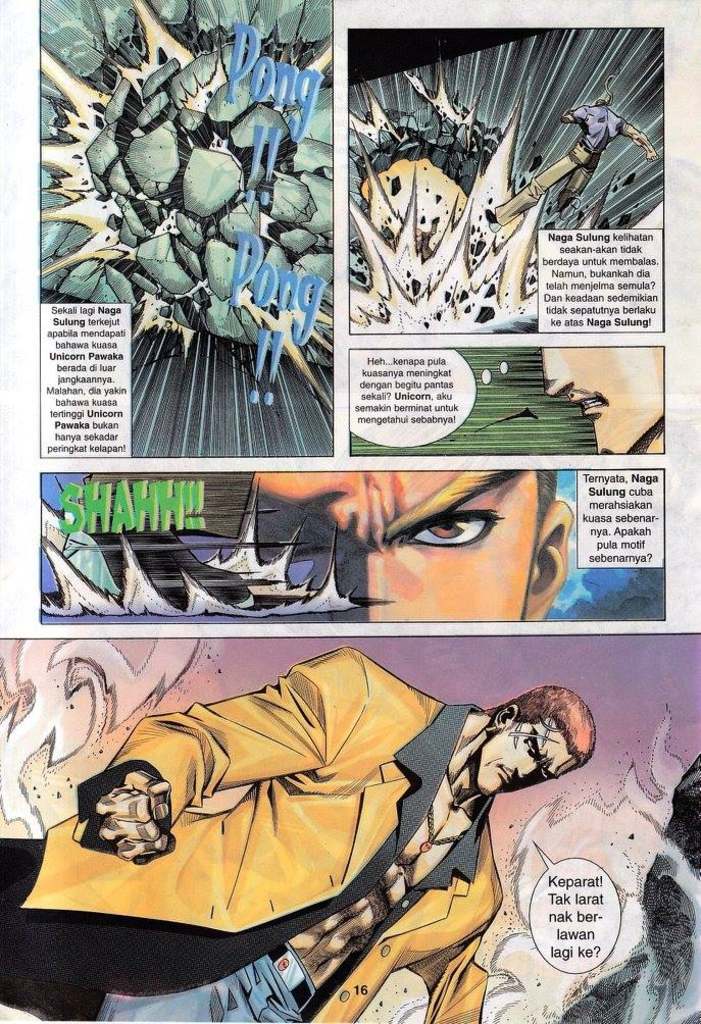 Pong
!!
Pong
!!
Sekali lagi Naga
Sulung terkejut
apabila mendapati
bahawa kuasa
Unicorn Pawaka
berada di luar
jangkaannya.
Malahan, dia yakin
bahawa kuasa
tertinggi Unicorn
Pawaka bukan
hanya sekadar
peringkat kelapan!
Naga Sulung kelihatan
seakan-akan tidak
berdaya untuk membalas.
Namun, bukankah dia
telah menjelma semula?
Dan keadaan sedemikian
tidak sepatutnya berlaku
ke atas Naga Sulung!
Heh...kenapa pula
kuasanya meningkat
dengan begitu pantas
sekali? Unicorn, aku
semakin berminat untuk
mengetahui sebabnya!
SHAHH!!!
Ternyata, Naga
Sulung cuba
merahsiakan
kuasa sebenar-
nya. Apakah
pula motif
sebenarnya?
Keparat!
Tak larat
nak ber-
lawan
lagi ke?
16